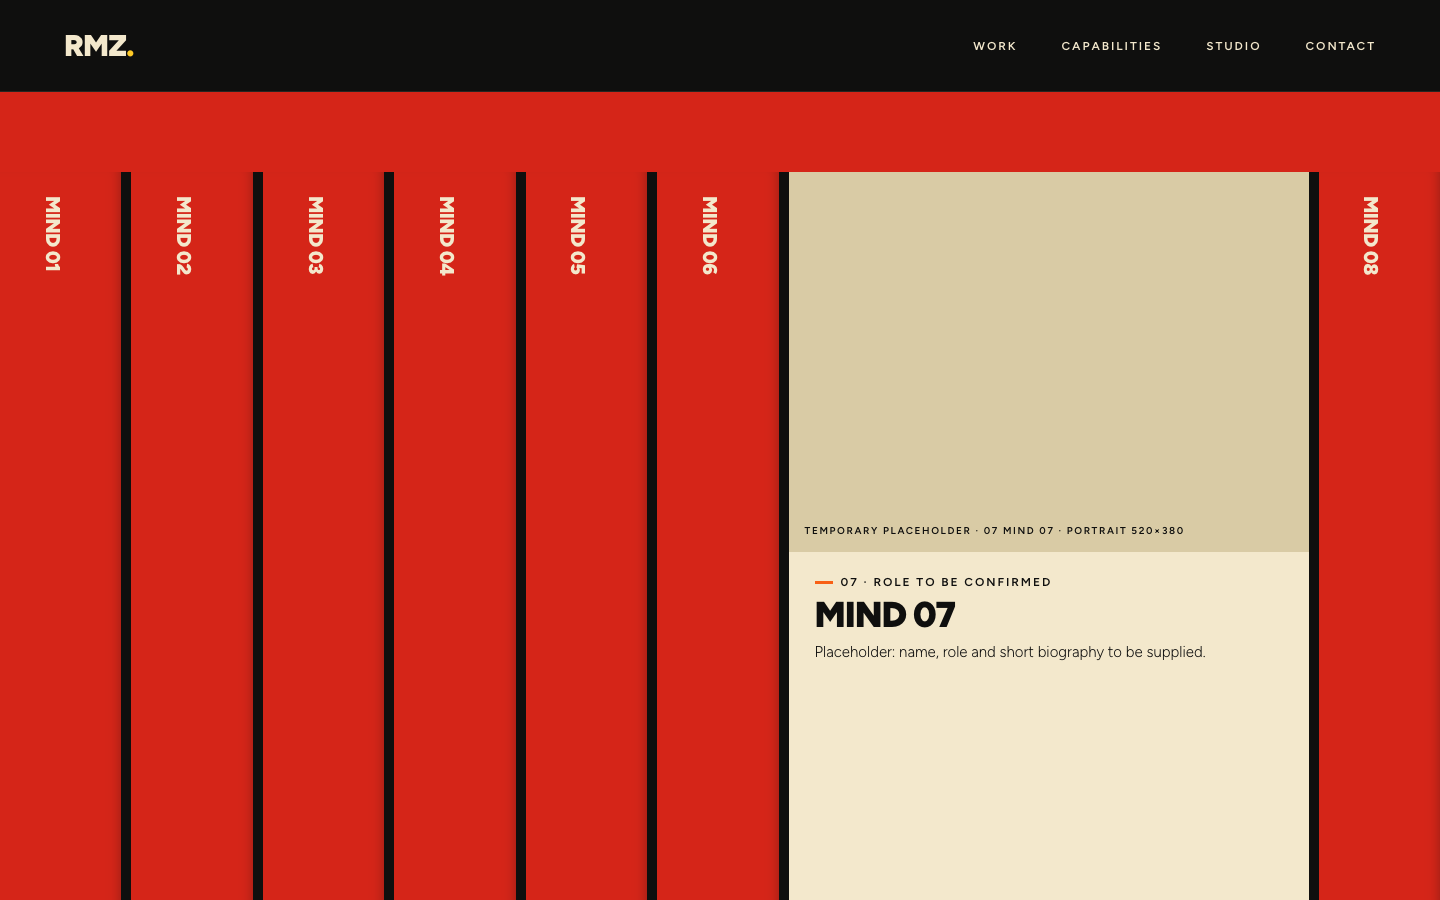 RMZ.
WORK
CAPABILITIES
STUDIO
CONTACT
MIND 01
MIND 02
MIND 03
MIND 04
MIND 05
MIND 06
TEMPORARY PLACEHOLDER · 07 MIND 07 · PORTRAIT 520×380
07 · ROLE TO BE CONFIRMED
MIND 07
Placeholder: name, role and short biography to be supplied.
MIND 08